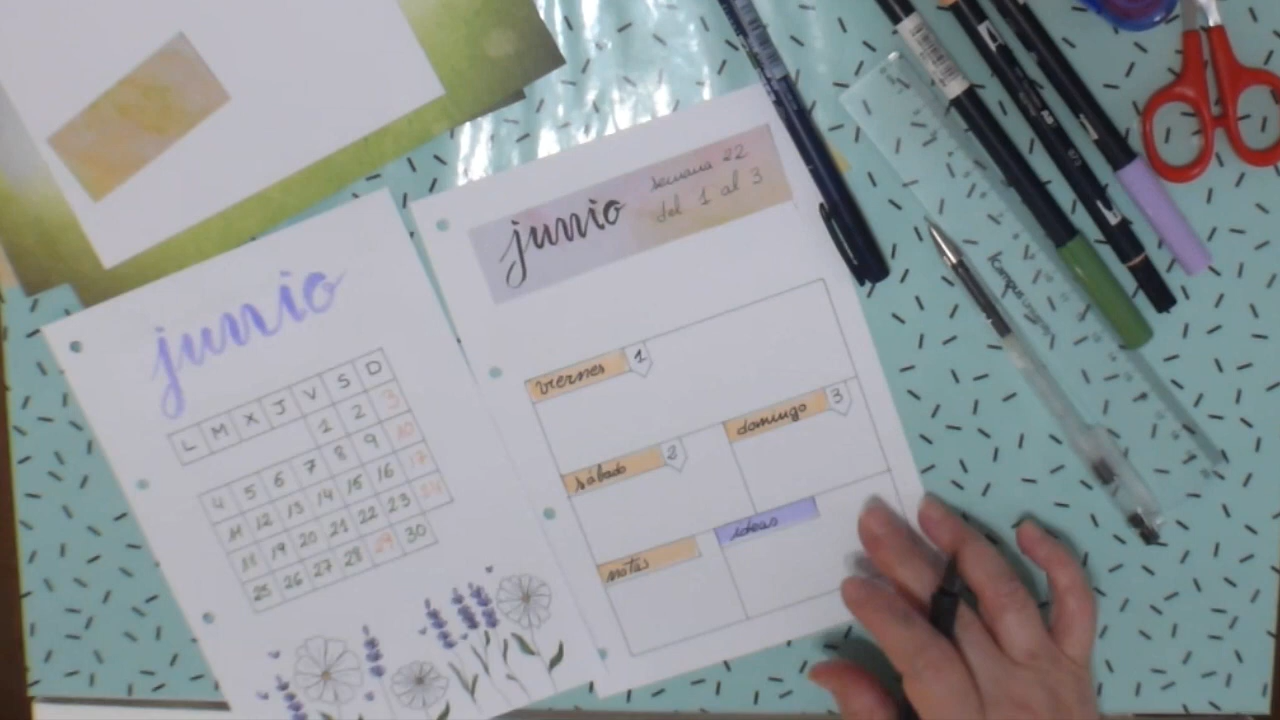 junio
L M X J V S D
1 2 3
4 5 6 7 8 9 10
11 12 13 14 15 16 17
18 19 20 21 22 23 24
25 26 27 28 29 30
junio
semana 22
del 1 al 3
viernes 1
sábado 2
domingo 3
notas
ideas